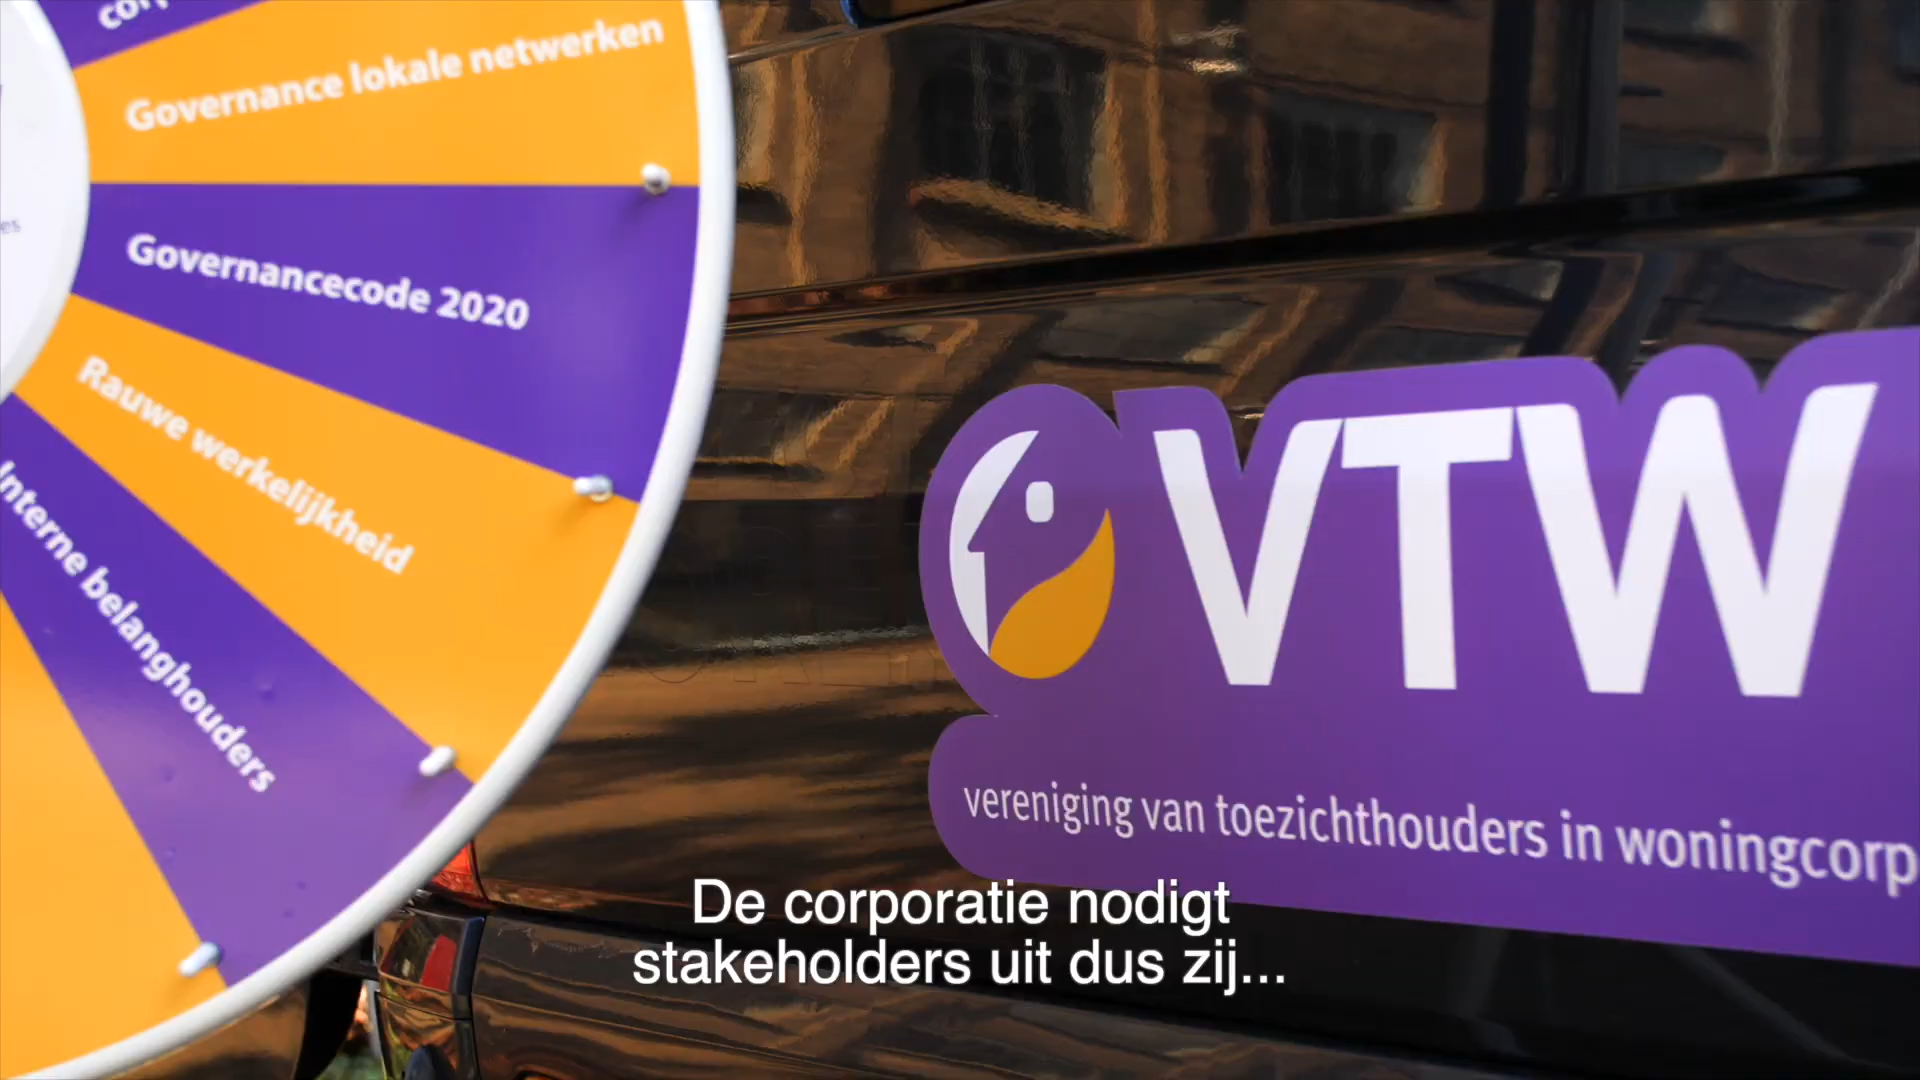 Governance lokale netwerken
Governancecode 2020
Rauwe werkelijkheid
Interne belanghouders
VTW
vereniging van toezichthouders in woningcorp
De corporatie nodigt
stakeholders uit dus zij...